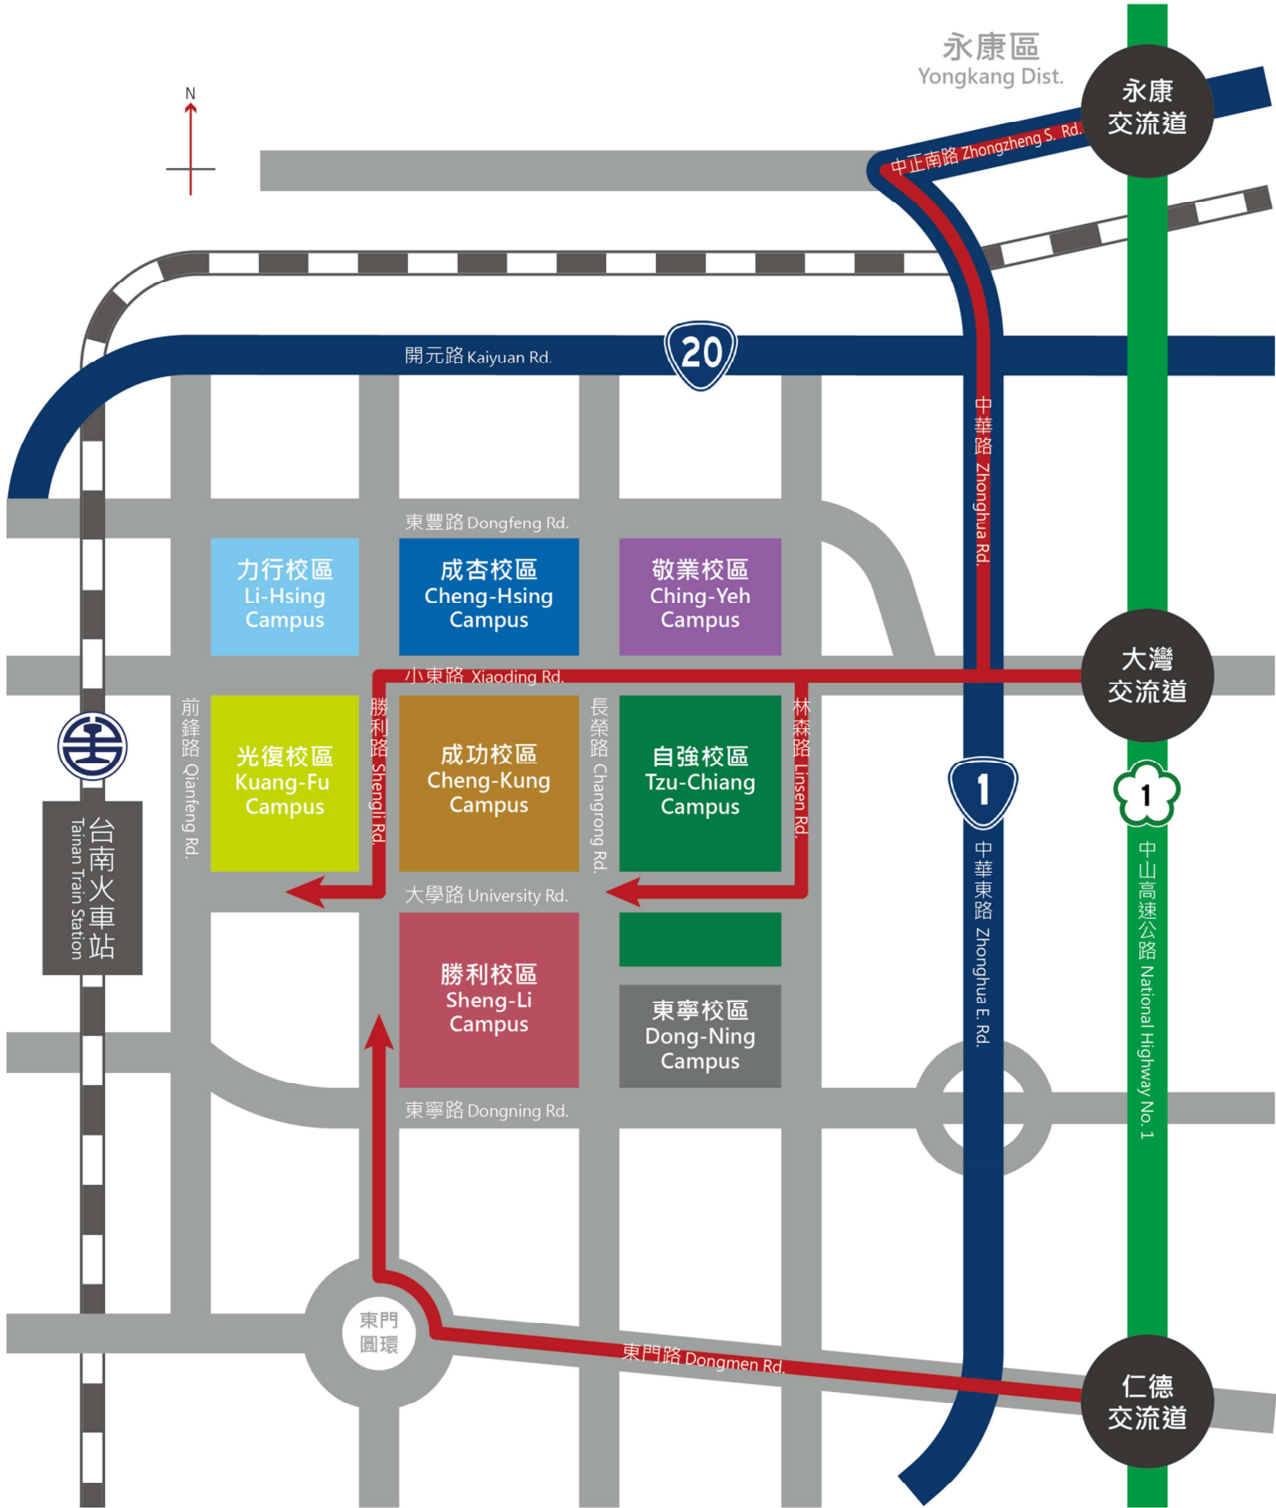 永康區
Yongkang Dist.
永康
交流道
N
中正南路 Zhongzheng S. Rd.
開元路 Kaiyuan Rd.
20
中華路 Zhonghua Rd.
東豐路 Dongfeng Rd.
力行校區
Li-Hsing
Campus
成杏校區
Cheng-Hsing
Campus
敬業校區
Ching-Yeh
Campus
小東路 Xiaoding Rd.
大灣
交流道
前鋒路 Qianfeng Rd.
光復校區
Kuang-Fu
Campus
勝利路 Shengli Rd.
成功校區
Cheng-Kung
Campus
長榮路 Changrong Rd.
自強校區
Tzu-Chiang
Campus
林森路 Linsen Rd.
1
1
台南火車站
Tainan Train Station
大學路 University Rd.
中華東路 Zhonghua E. Rd.
中山高速公路 National Highway No. 1
勝利校區
Sheng-Li
Campus
東寧校區
Dong-Ning
Campus
東寧路 Dongning Rd.
東門
圓環
東門路 Dongmen Rd.
仁德
交流道